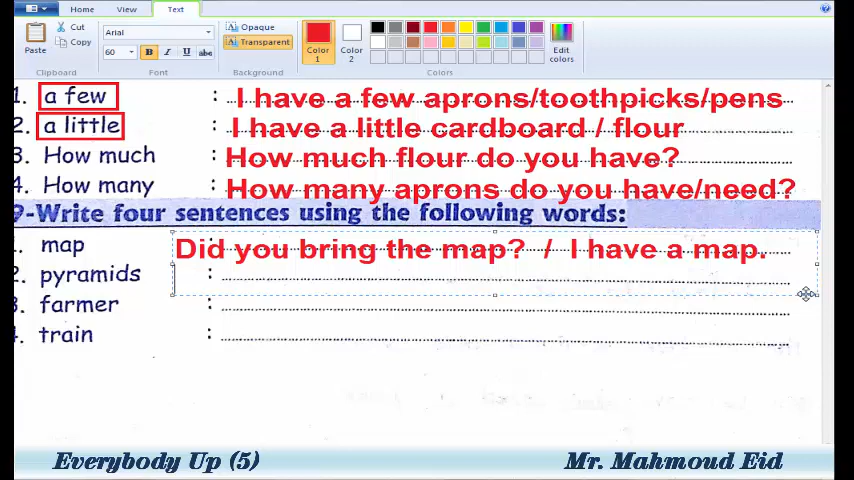 Home View Text
Paste
Cut
Copy
Clipboard
Arial
60
B I U abc
Font
Opaque
Transparent
Background
Color 1
Color 2
Colors
Edit colors
1. a few : I have a few aprons/toothpicks/pens
2. a little : I have a little cardboard / flour
3. How much : How much flour do you have?
4. How many : How many aprons do you have/need?
9-Write four sentences using the following words:
1. map Did you bring the map? / I have a map.
2. pyramids :
3. farmer :
4. train :
Everybody Up (5) Mr. Mahmoud Eid